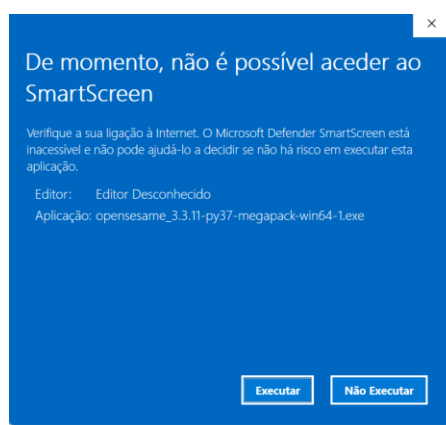 De momento, não é possível aceder ao
SmartScreen
Verifique a sua ligação à Internet. O Microsoft Defender SmartScreen está
inacessível e não pode ajudá-lo a decidir se não há risco em executar esta
aplicação.
Editor: Editor Desconhecido
Aplicação: opensesame_3.3.11-py37-megapack-win64-1.exe
Executar Não Executar